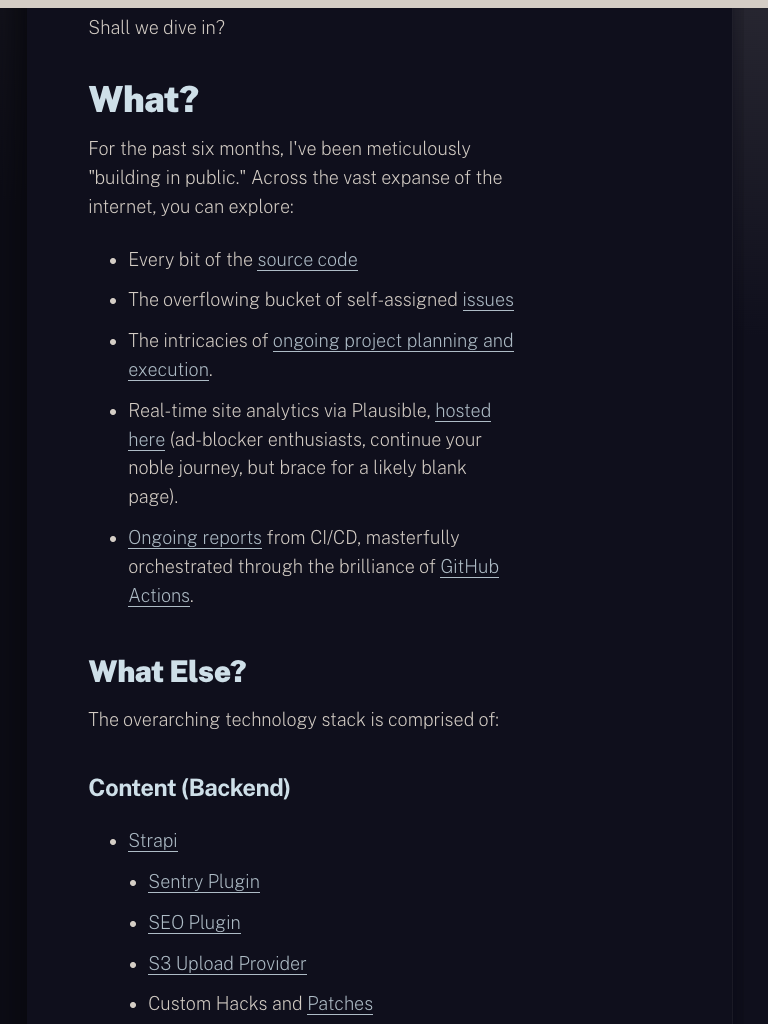 Shall we dive in?
What?
For the past six months, I've been meticulously
"building in public." Across the vast expanse of the
internet, you can explore:
Every bit of the source code
The overflowing bucket of self-assigned issues
The intricacies of ongoing project planning and
execution.
Real-time site analytics via Plausible, hosted
here (ad-blocker enthusiasts, continue your
noble journey, but brace for a likely blank
page).
Ongoing reports from CI/CD, masterfully
orchestrated through the brilliance of GitHub
Actions.
What Else?
The overarching technology stack is comprised of:
Content (Backend)
Strapi
Sentry Plugin
SEO Plugin
S3 Upload Provider
Custom Hacks and Patches